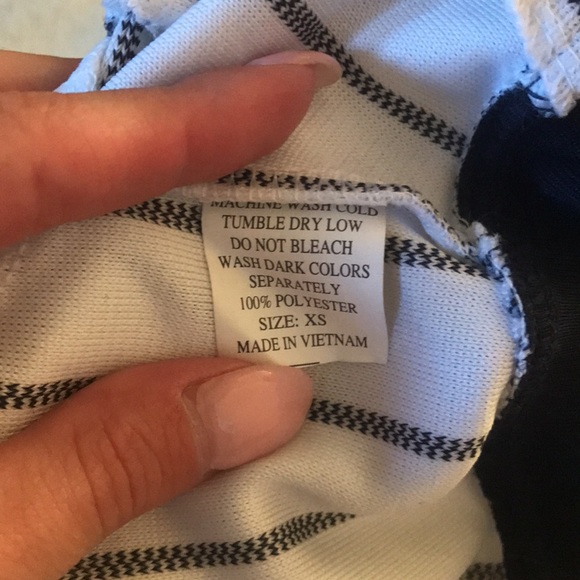 MACHINE WASH COLD
TUMBLE DRY LOW
DO NOT BLEACH
WASH DARK COLORS
SEPARATELY
100% POLYESTER
SIZE: XS
MADE IN VIETNAM